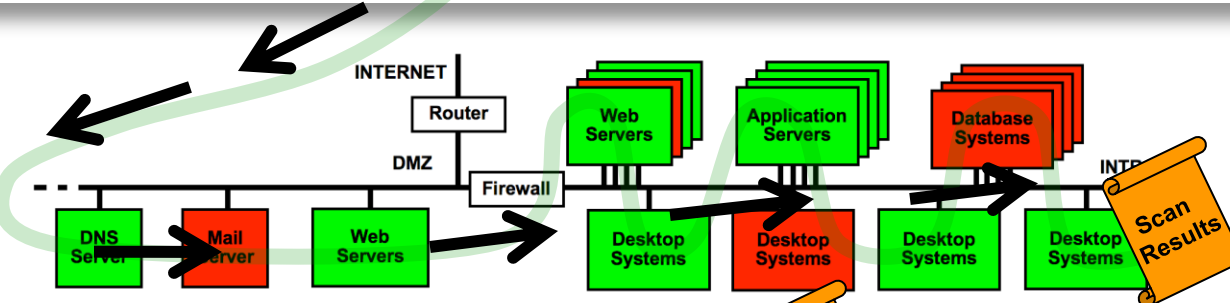 INTERNET
Router
DMZ
Firewall
Web
Servers
Application
Servers
Database
Systems
DNS
Server
Mail
Web
Servers
Desktop
Systems
Desktop
Systems
Desktop
Systems
Desktop
Systems
Scan
Results